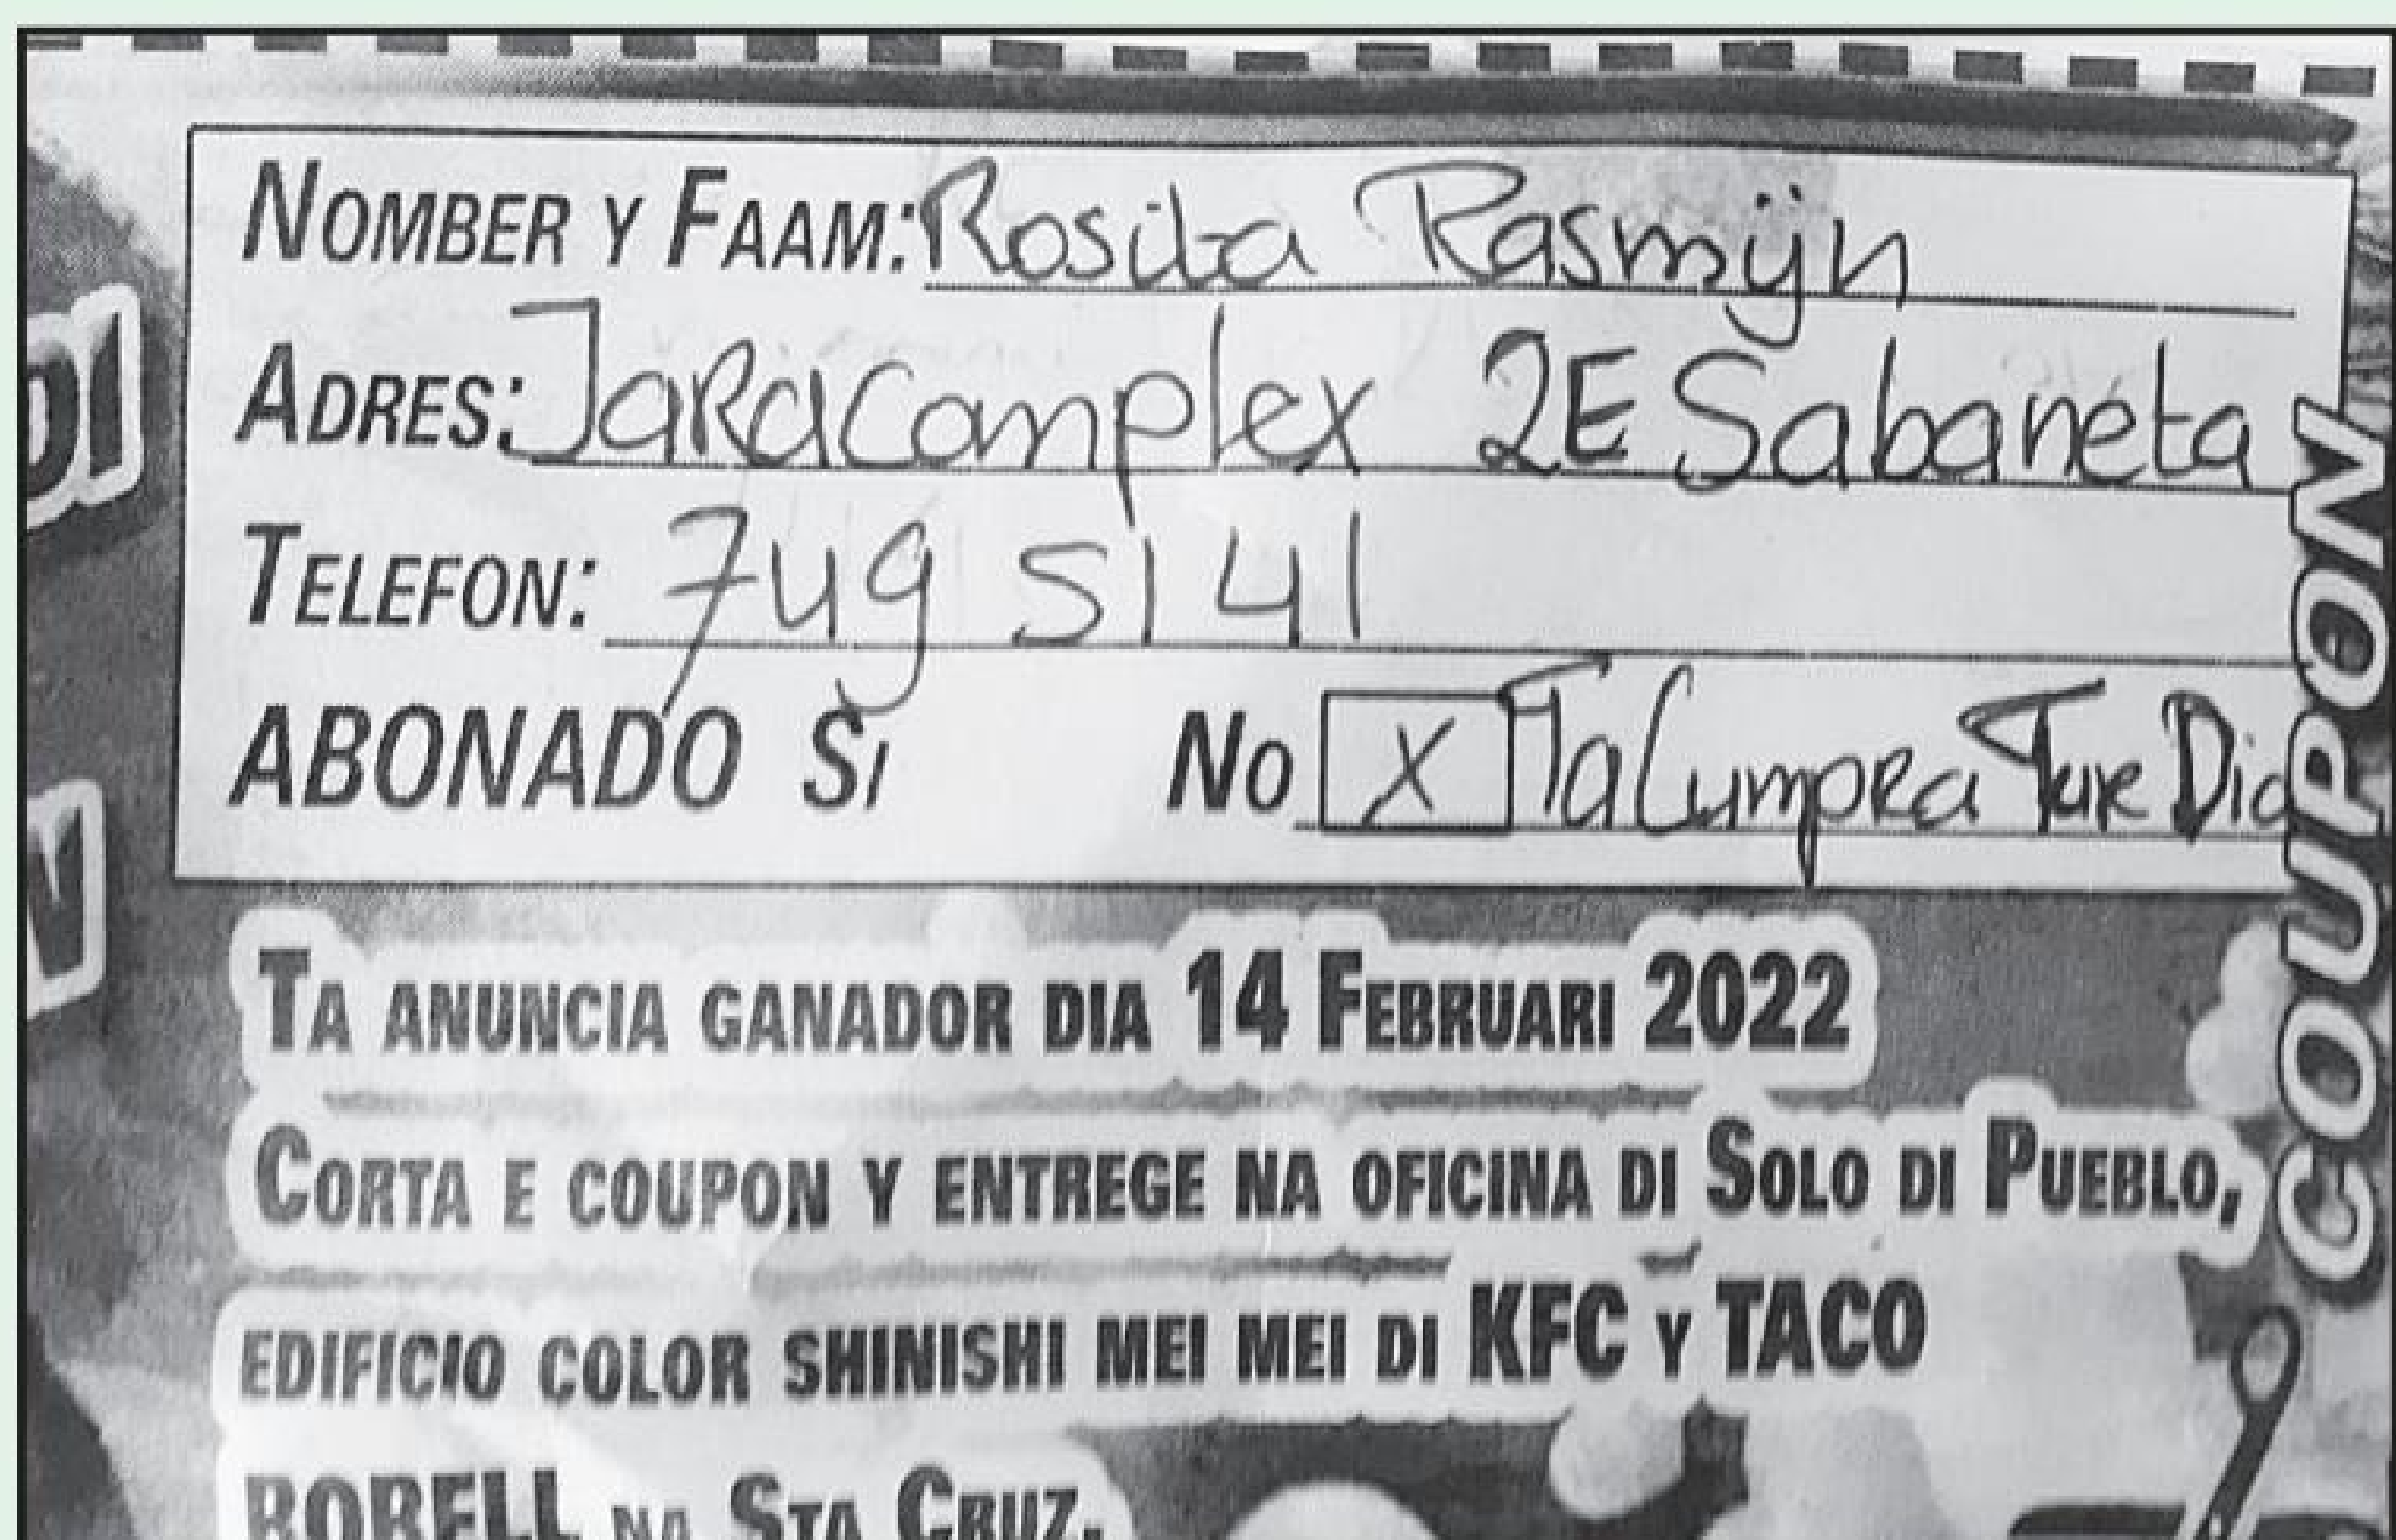 NOMBER Y FAAM: Rosita Rasmijn
ADRES: JaRacomplex 2E Sabaneta
TELEFON: 749 5141
ABONADO SI NO X Ta Cumpra Tur Dia
TA ANUNCIA GANADOR DIA 14 FEBRUARI 2022
CORTA E COUPON Y ENTREGE NA OFICINA DI SOLO DI PUEBLO,
EDIFICIO COLOR SHINISHI MEI MEI DI KFC Y TACO
BORELL NA STA CRUZ.
COUPON